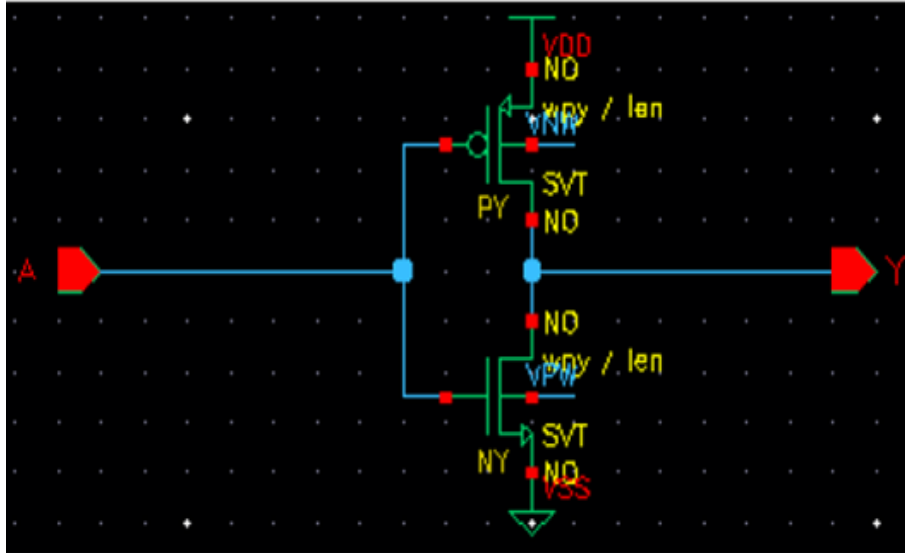 VDD
NO
wpy / len
VNW
SVT
PY
NO
A
Y
NO
wny / len
VPW
SVT
NY
NO
VSS